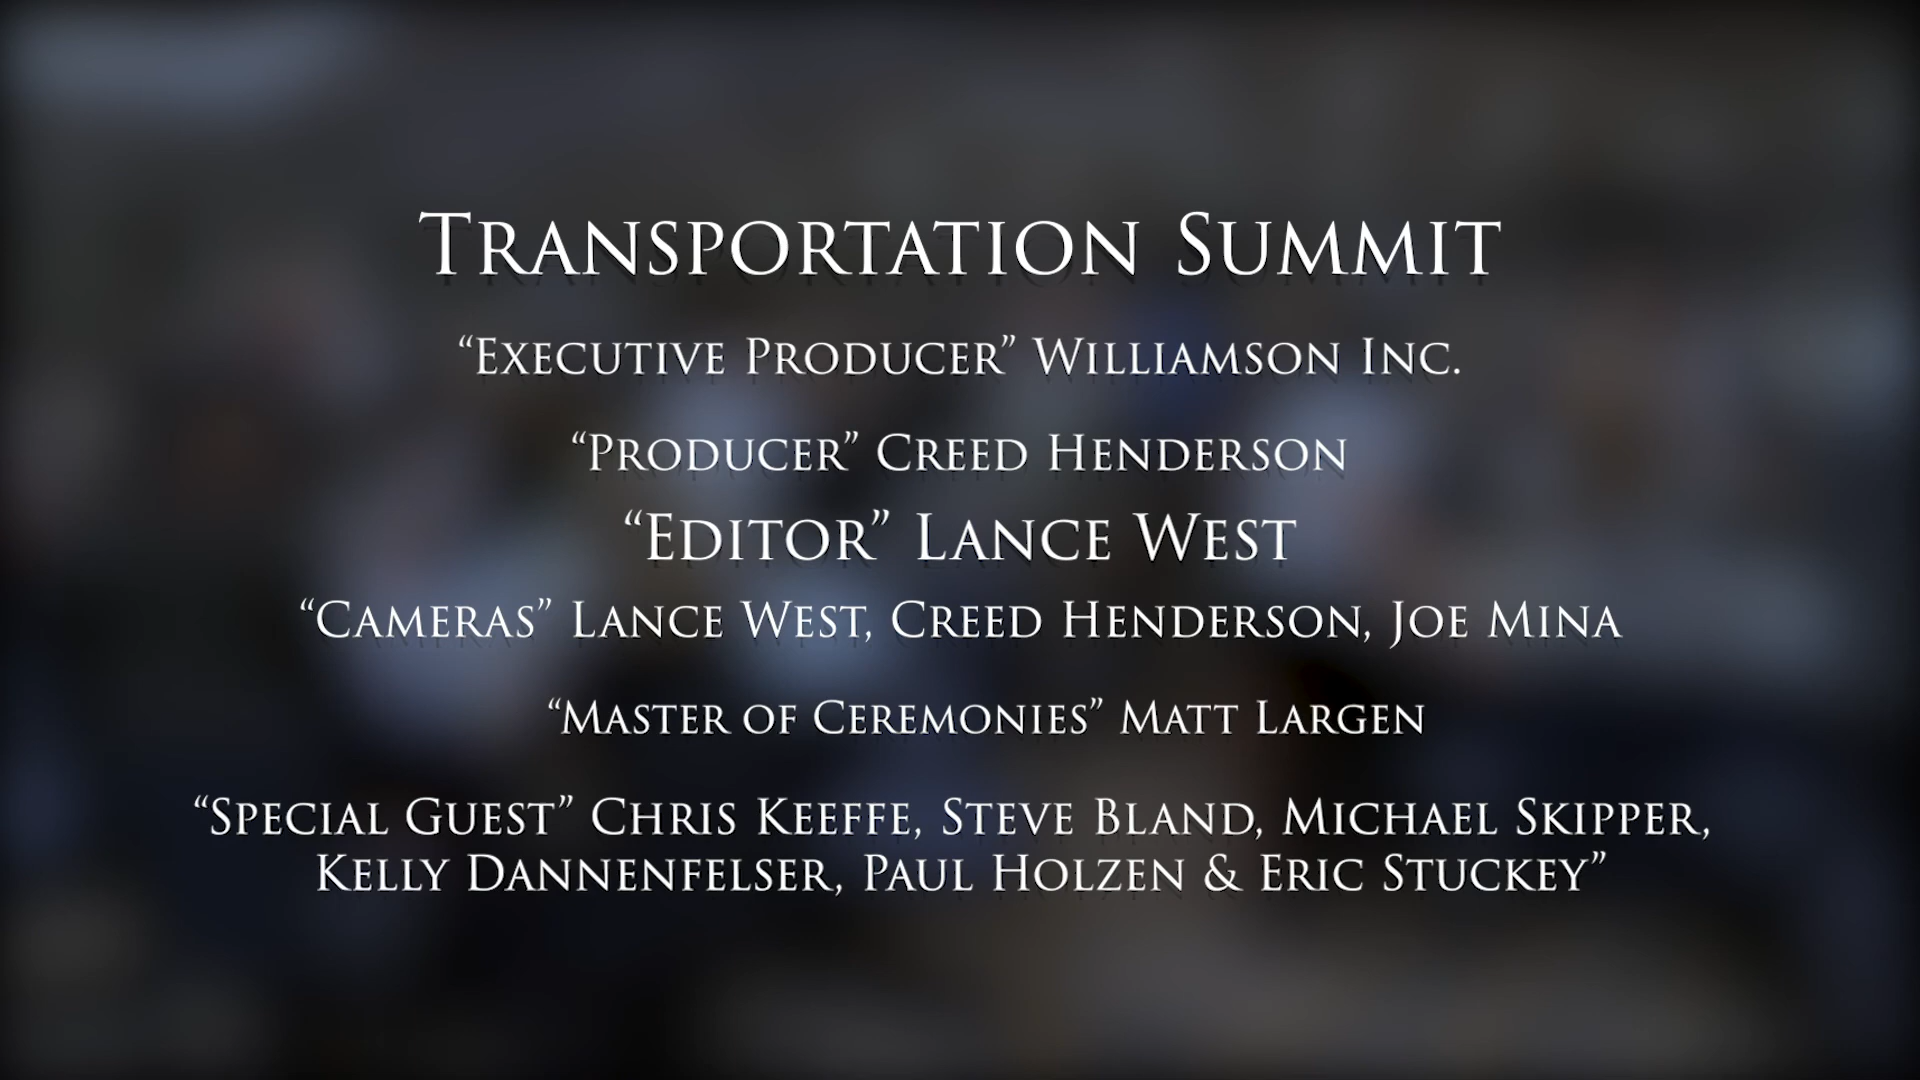 Transportation Summit
“Executive Producer” Williamson Inc.
“Producer” Creed Henderson
“Editor” Lance West
“Cameras” Lance West, Creed Henderson, Joe Mina
“Master of Ceremonies” Matt Largen
“Special Guest” Chris Keeffe, Steve Bland, Michael Skipper,
Kelly Dannenfelser, Paul Holzen & Eric Stuckey”